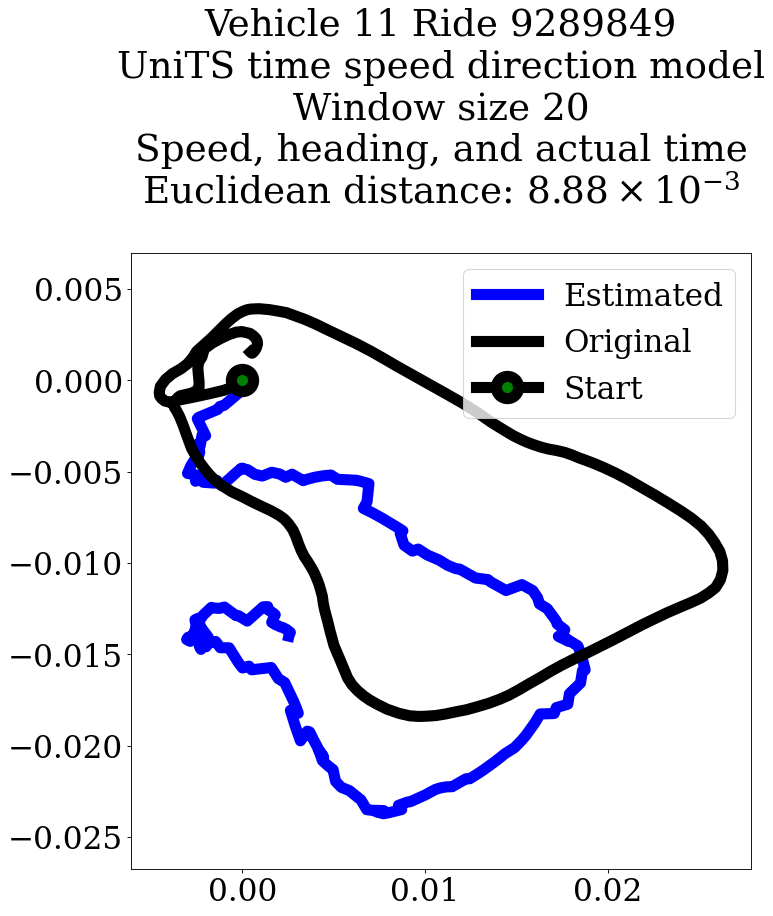 Vehicle 11 Ride 9289849
UniTS time speed direction model
Window size 20
Speed, heading, and actual time
Euclidean distance: 8.88 × 10⁻³
Estimated
Original
Start
0.005
0.000
−0.005
−0.010
−0.015
−0.020
−0.025
0.00 0.01 0.02